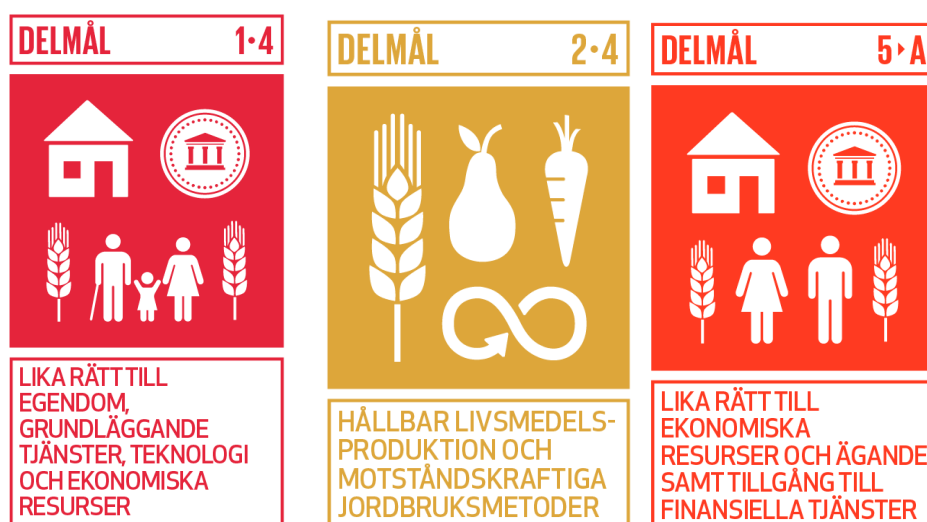 DELMÅL 1•4
LIKA RÄTT TILL
EGENDOM,
GRUNDLÄGGANDE
TJÄNSTER, TEKNOLOGI
OCH EKONOMISKA
RESURSER
DELMÅL 2•4
HÅLLBAR LIVSMEDELS-
PRODUKTION OCH
MOTSTÅNDSKRAFTIGA
JORDBRUKSMETODER
DELMÅL 5‣A
LIKA RÄTT TILL
EKONOMISKA
RESURSER OCH ÄGANDE
SAMT TILLGÅNG TILL
FINANSIELLA TJÄNSTER